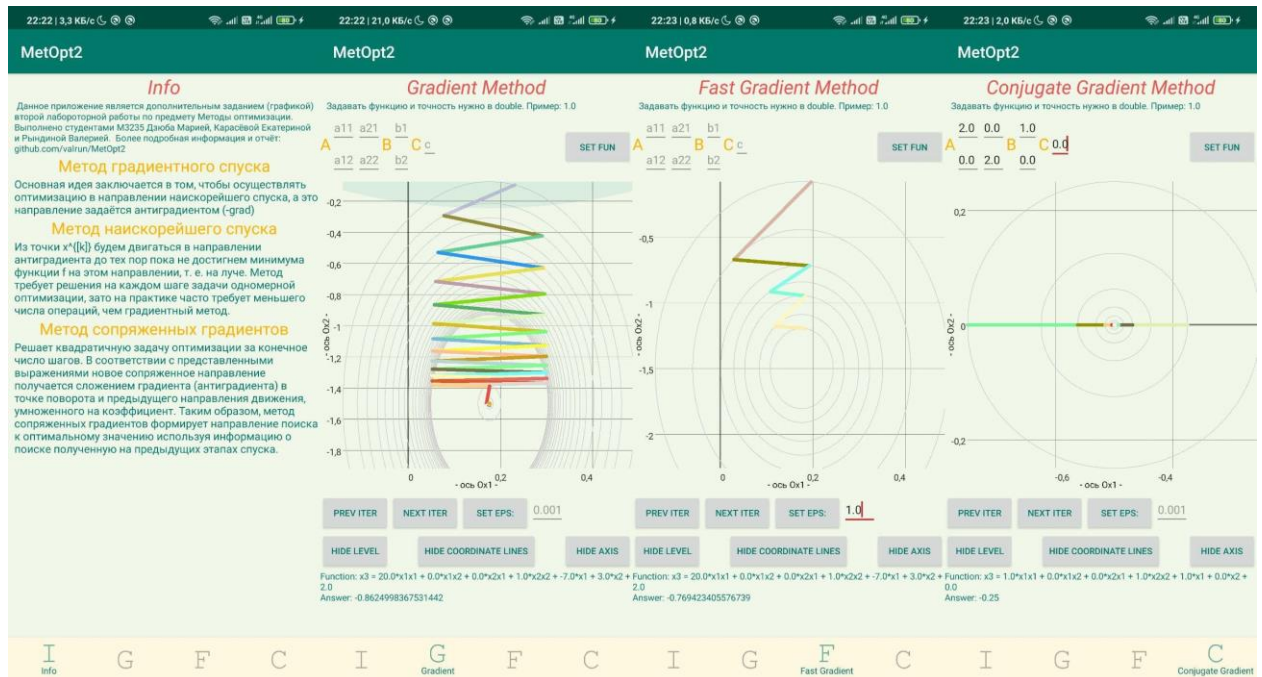 22:22 | 3,3 КБ/с
MetOpt2
Info
Данное приложение является дополнительным заданием (графикой)
второй лабороторной работы по предмету Методы оптимизации.
Выполнено студентами M3235 Дзюба Марией, Карасёвой Екатериной
и Рындиной Валерией. Более подробная информация и отчёт:
github.com/valrun/MetOpt2
Метод градиентного спуска
Основная идея заключается в том, чтобы осуществлять
оптимизацию в направлении наискорейшего спуска, а это
направление задаётся антиградиентом (-grad)
Метод наискорейшего спуска
Из точки x^{[k]} будем двигаться в направлении
антиградиента до тех пор пока не достигнем минимума
функции f на этом направлении, т. е. на луче. Метод
требует решения на каждом шаге задачи одномерной
оптимизации, зато на практике часто требует меньшего
числа операций, чем градиентный метод.
Метод сопряженных градиентов
Решает квадратичную задачу оптимизации за конечное
число шагов. В соответствии с представленными
выражениями новое сопряженное направление
получается сложением градиента (антиградиента) в
точке поворота и предыдущего направления движения,
умноженного на коэффициент. Таким образом, метод
сопряженных градиентов формирует направление поиска
к оптимальному значению используя информацию о
поиске полученную на предыдущих этапах спуска.
I G F C
Info
22:22 | 21,0 КБ/с
MetOpt2
Gradient Method
Задавать функцию и точность нужно в double. Пример: 1.0
a11 a21 b1
A B C c
a12 a22 b2
SET FUN
-0,2
-0,4
-0,6
-0,8
-1
-1,2
-1,4
-1,6
-1,8
- ось Ox2 -
0 0,2 0,4
- ось Ox1 -
PREV ITER NEXT ITER SET EPS: 0.001
HIDE LEVEL HIDE COORDINATE LINES HIDE AXIS
Function: x3 = 20.0*x1x1 + 0.0*x1x2 + 0.0*x2x1 + 1.0*x2x2 + -7.0*x1 + 3.0*x2 +
2.0
Answer: -0.8624998367531442
I G F C
Gradient
22:23 | 0,8 КБ/с
MetOpt2
Fast Gradient Method
Задавать функцию и точность нужно в double. Пример: 1.0
a11 a21 b1
A B C c
a12 a22 b2
SET FUN
-0,5
-1
-1,5
-2
- ось Ox2 -
0 0,2 0,4
- ось Ox1 -
PREV ITER NEXT ITER SET EPS: 1.0
HIDE LEVEL HIDE COORDINATE LINES HIDE AXIS
Function: x3 = 20.0*x1x1 + 0.0*x1x2 + 0.0*x2x1 + 1.0*x2x2 + -7.0*x1 + 3.0*x2 +
2.0
Answer: -0.769423405576739
I G F C
Fast Gradient
22:23 | 2,0 КБ/с
MetOpt2
Conjugate Gradient Method
Задавать функцию и точность нужно в double. Пример: 1.0
2.0 0.0 1.0
A B C 0.0
0.0 2.0 0.0
SET FUN
0,2
0
-0,2
- ось Ox2 -
-0,6 -0,4
- ось Ox1 -
PREV ITER NEXT ITER SET EPS: 0.001
HIDE LEVEL HIDE COORDINATE LINES HIDE AXIS
Function: x3 = 1.0*x1x1 + 0.0*x1x2 + 0.0*x2x1 + 1.0*x2x2 + 1.0*x1 + 0.0*x2 +
0.0
Answer: -0.25
I G F C
Conjugate Gradient